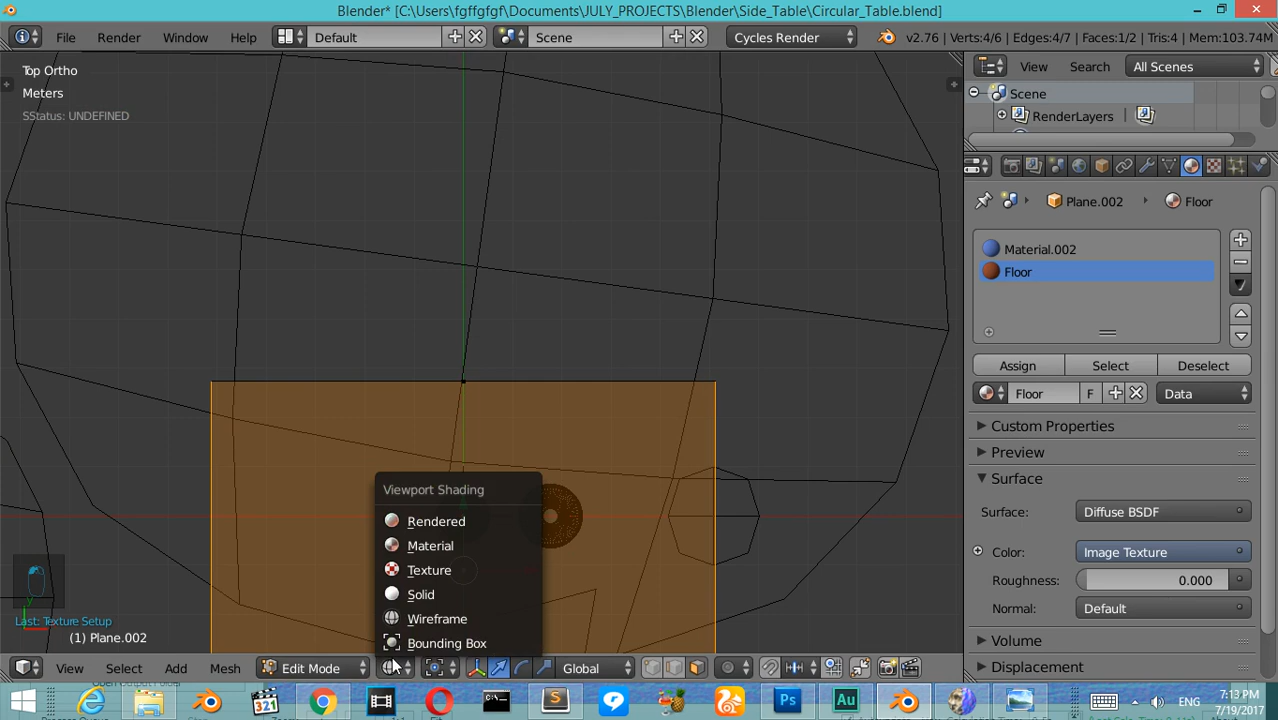 Blender* [C:\Users\fgffgfgf\Documents\JULY_PROJECTS\Blender\Side_Table\Circular_Table.blend]
File Render Window Help Default Scene Cycles Render v2.76 | Verts:4/6 | Edges:4/7 | Faces:1/2 | Tris:4 | Mem:103.74M
Top Ortho
Meters
SStatus: UNDEFINED
View Search All Scenes
Scene
RenderLayers
Plane.002 Floor
Material.002
Floor
Assign Select Deselect
Floor F Data
Custom Properties
Preview
Surface
Surface: Diffuse BSDF
Color: Image Texture
Roughness: 0.000
Normal: Default
Volume
Displacement
Viewport Shading
Rendered
Material
Texture
Solid
Wireframe
Bounding Box
Last: Texture Setup
(1) Plane.002
View Select Add Mesh Edit Mode Global
321
S
Ps
Au
ENG
7:13 PM
7/19/2017